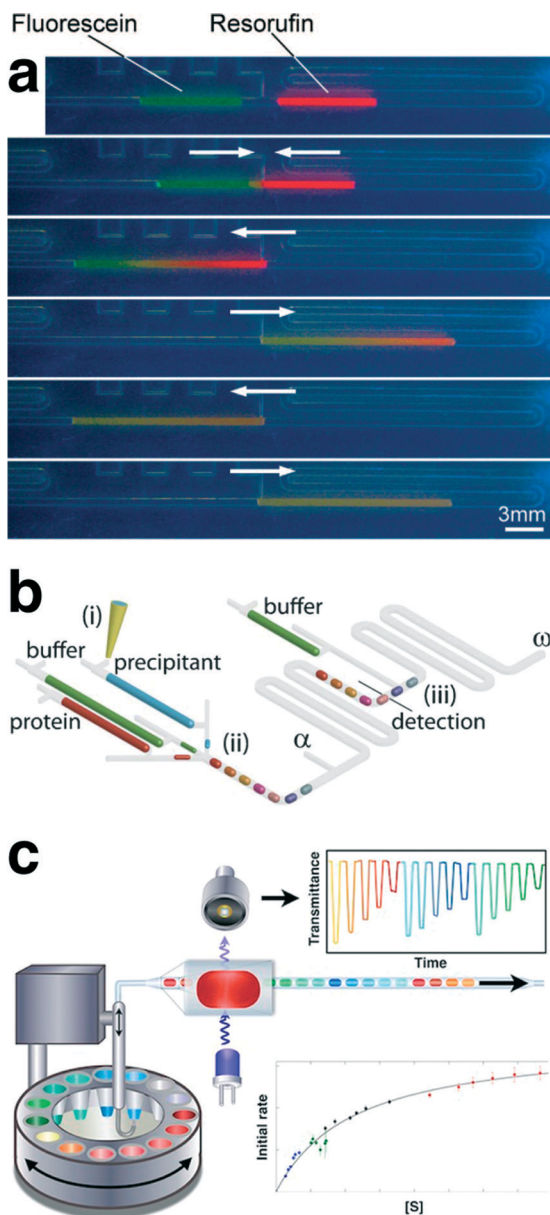 Fluorescein
Resorufin
a
3mm
b
(i)
buffer
precipitant
protein
(ii)
buffer
ω
(iii)
detection
α
c
Transmittance
Time
Initial rate
[S]